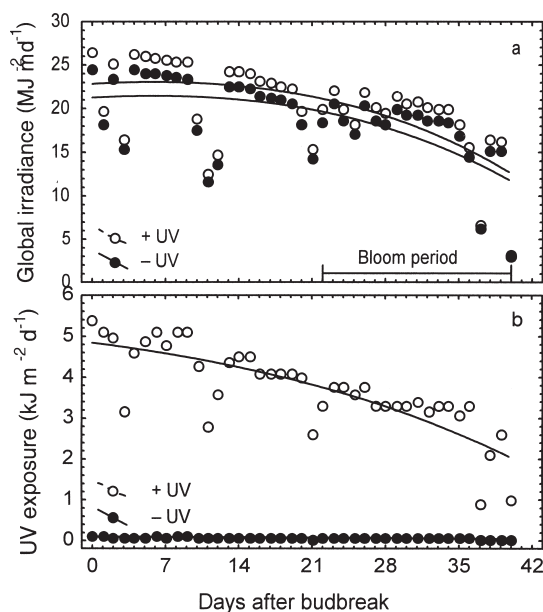 Global irradiance (MJ m⁻² d⁻¹)
30
25
20
15
10
5
0
a
+ UV
– UV
Bloom period
UV exposure (kJ m⁻² d⁻¹)
6
5
4
3
2
1
0
b
+ UV
– UV
0 7 14 21 28 35 42
Days after budbreak